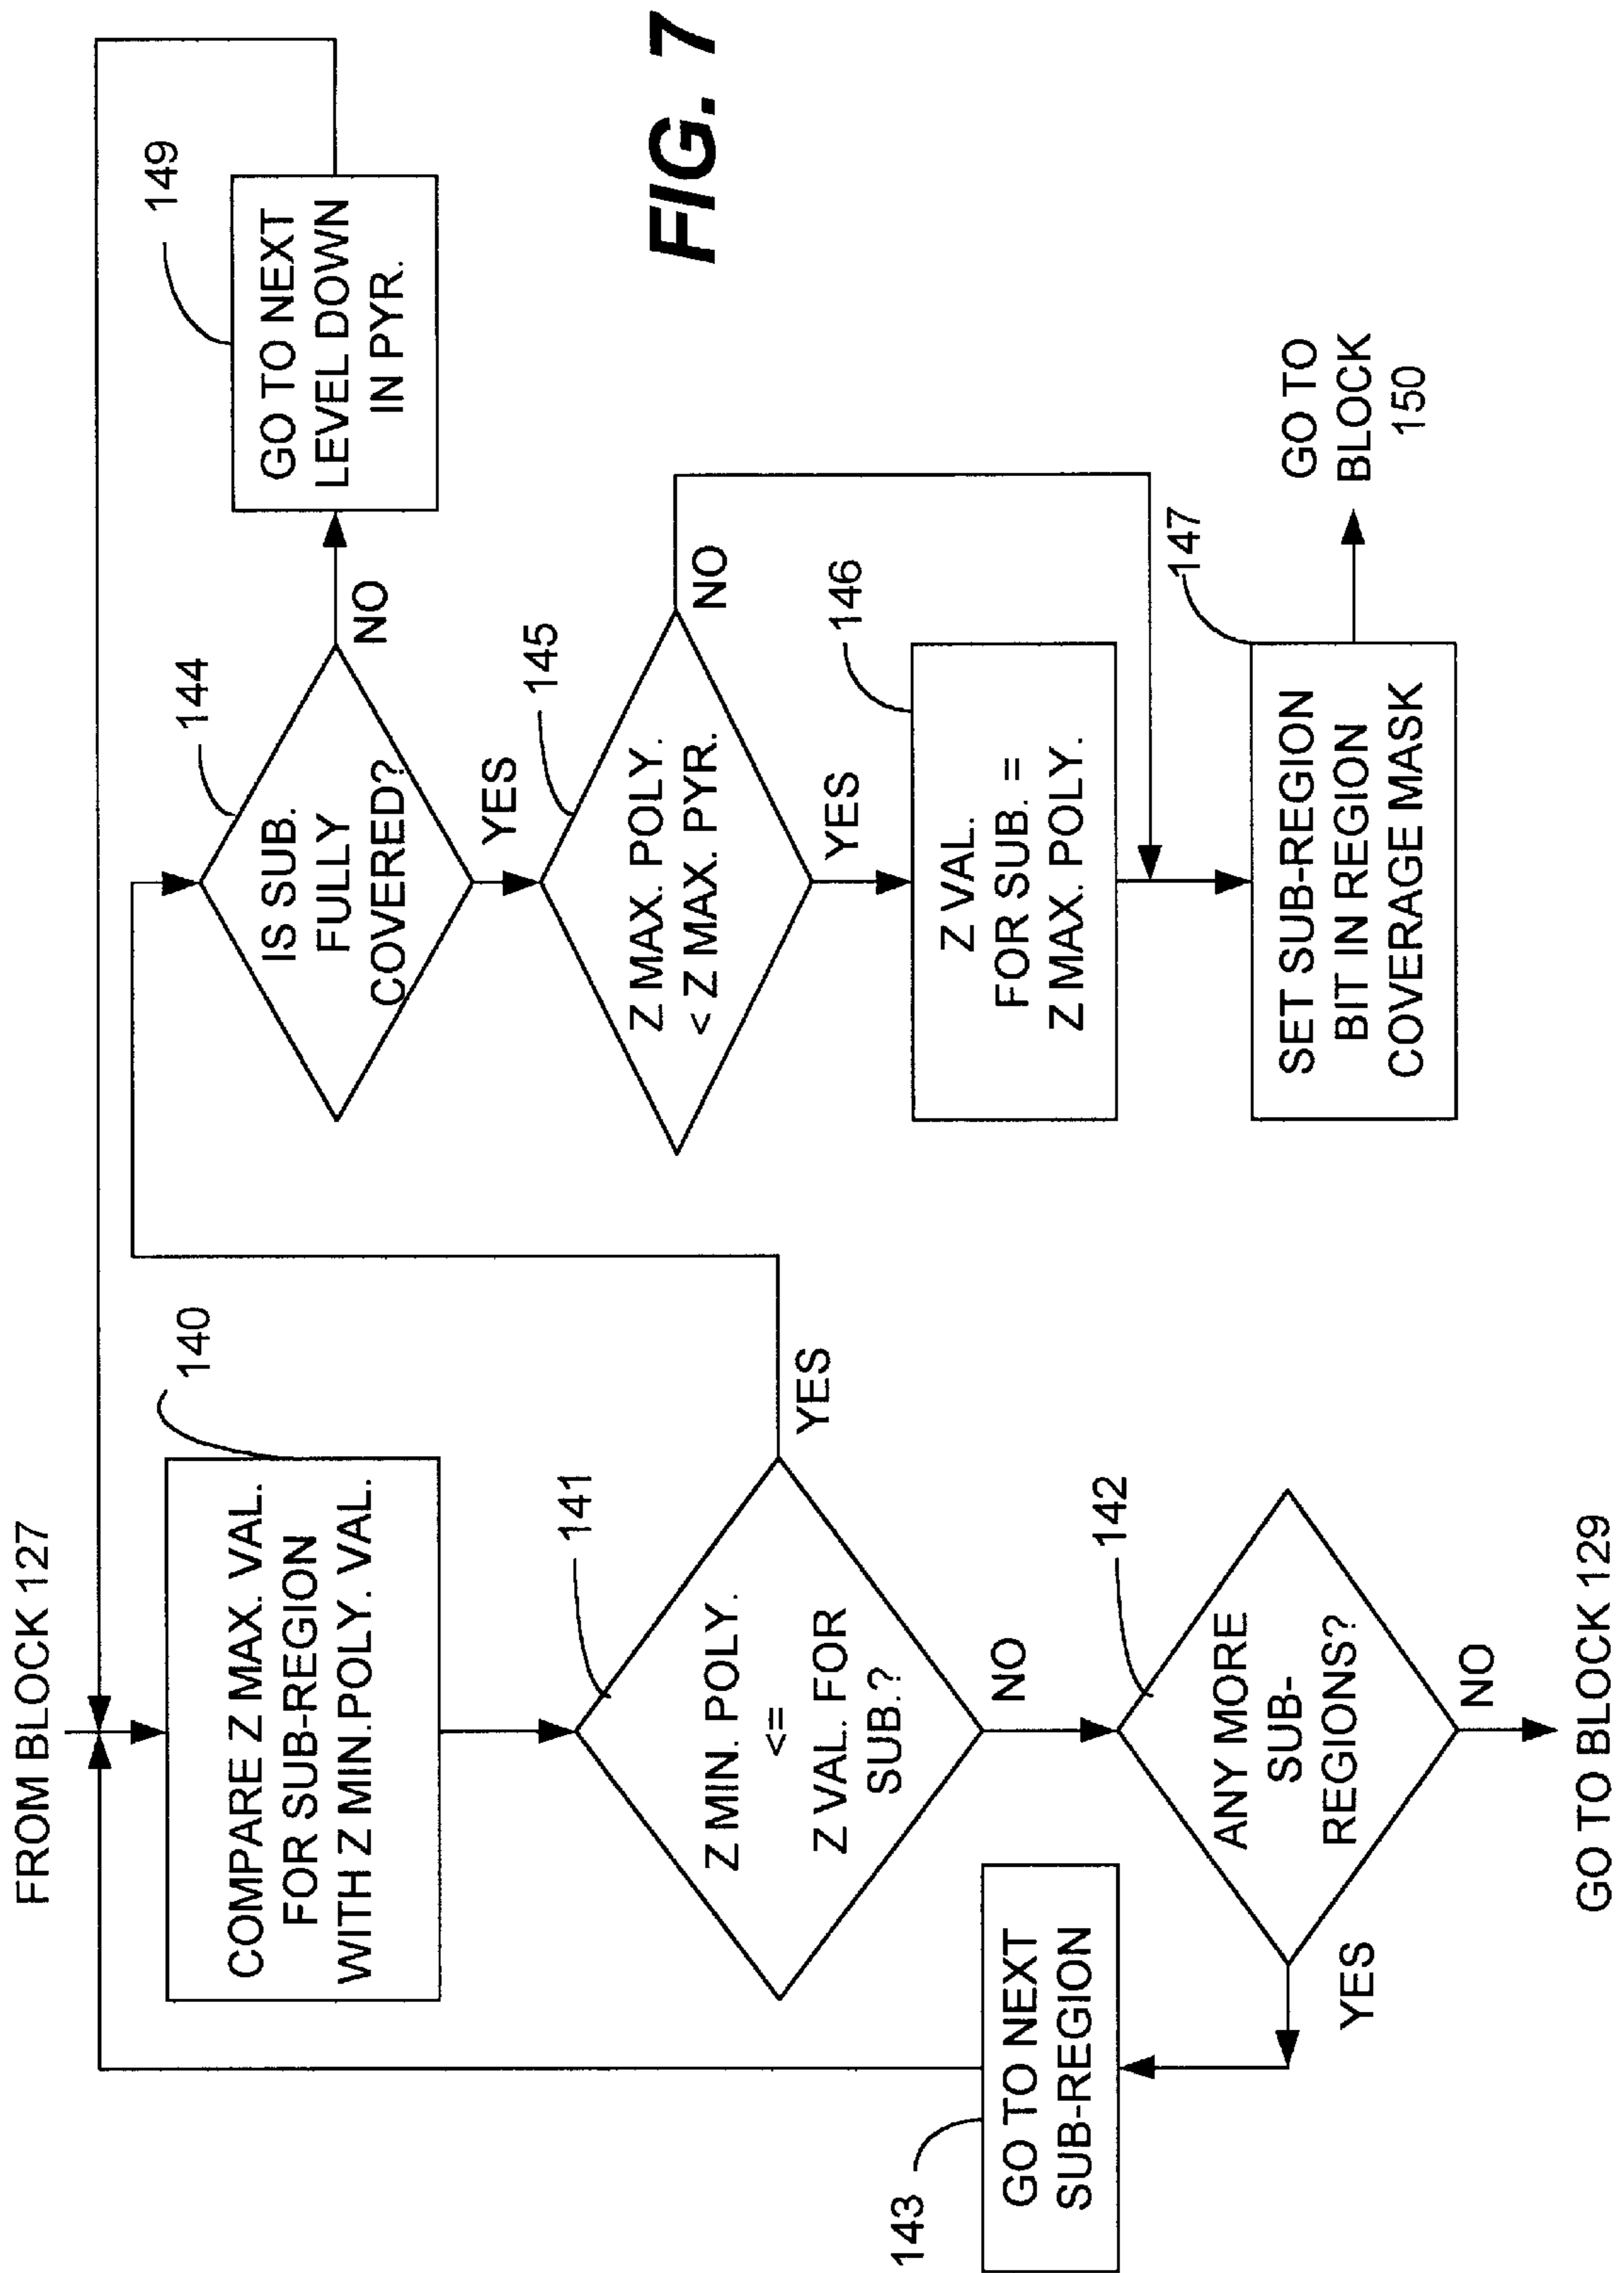 FROM BLOCK 127
140
COMPARE Z MAX. VAL.
FOR SUB-REGION
WITH Z MIN.POLY. VAL.
141
Z MIN. POLY.
<=
Z VAL. FOR
SUB.?
YES
NO
142
ANY MORE
SUB-
REGIONS?
YES
NO
143
GO TO NEXT
SUB-REGION
GO TO BLOCK 129
144
IS SUB.
FULLY
COVERED?
NO
YES
149
GO TO NEXT
LEVEL DOWN
IN PYR.
145
Z MAX. POLY.
< Z MAX. PYR.
NO
YES
146
Z VAL.
FOR SUB. =
Z MAX. POLY.
147
SET SUB-REGION
BIT IN REGION
COVERAGE MASK
GO TO
BLOCK
150
FIG. 7